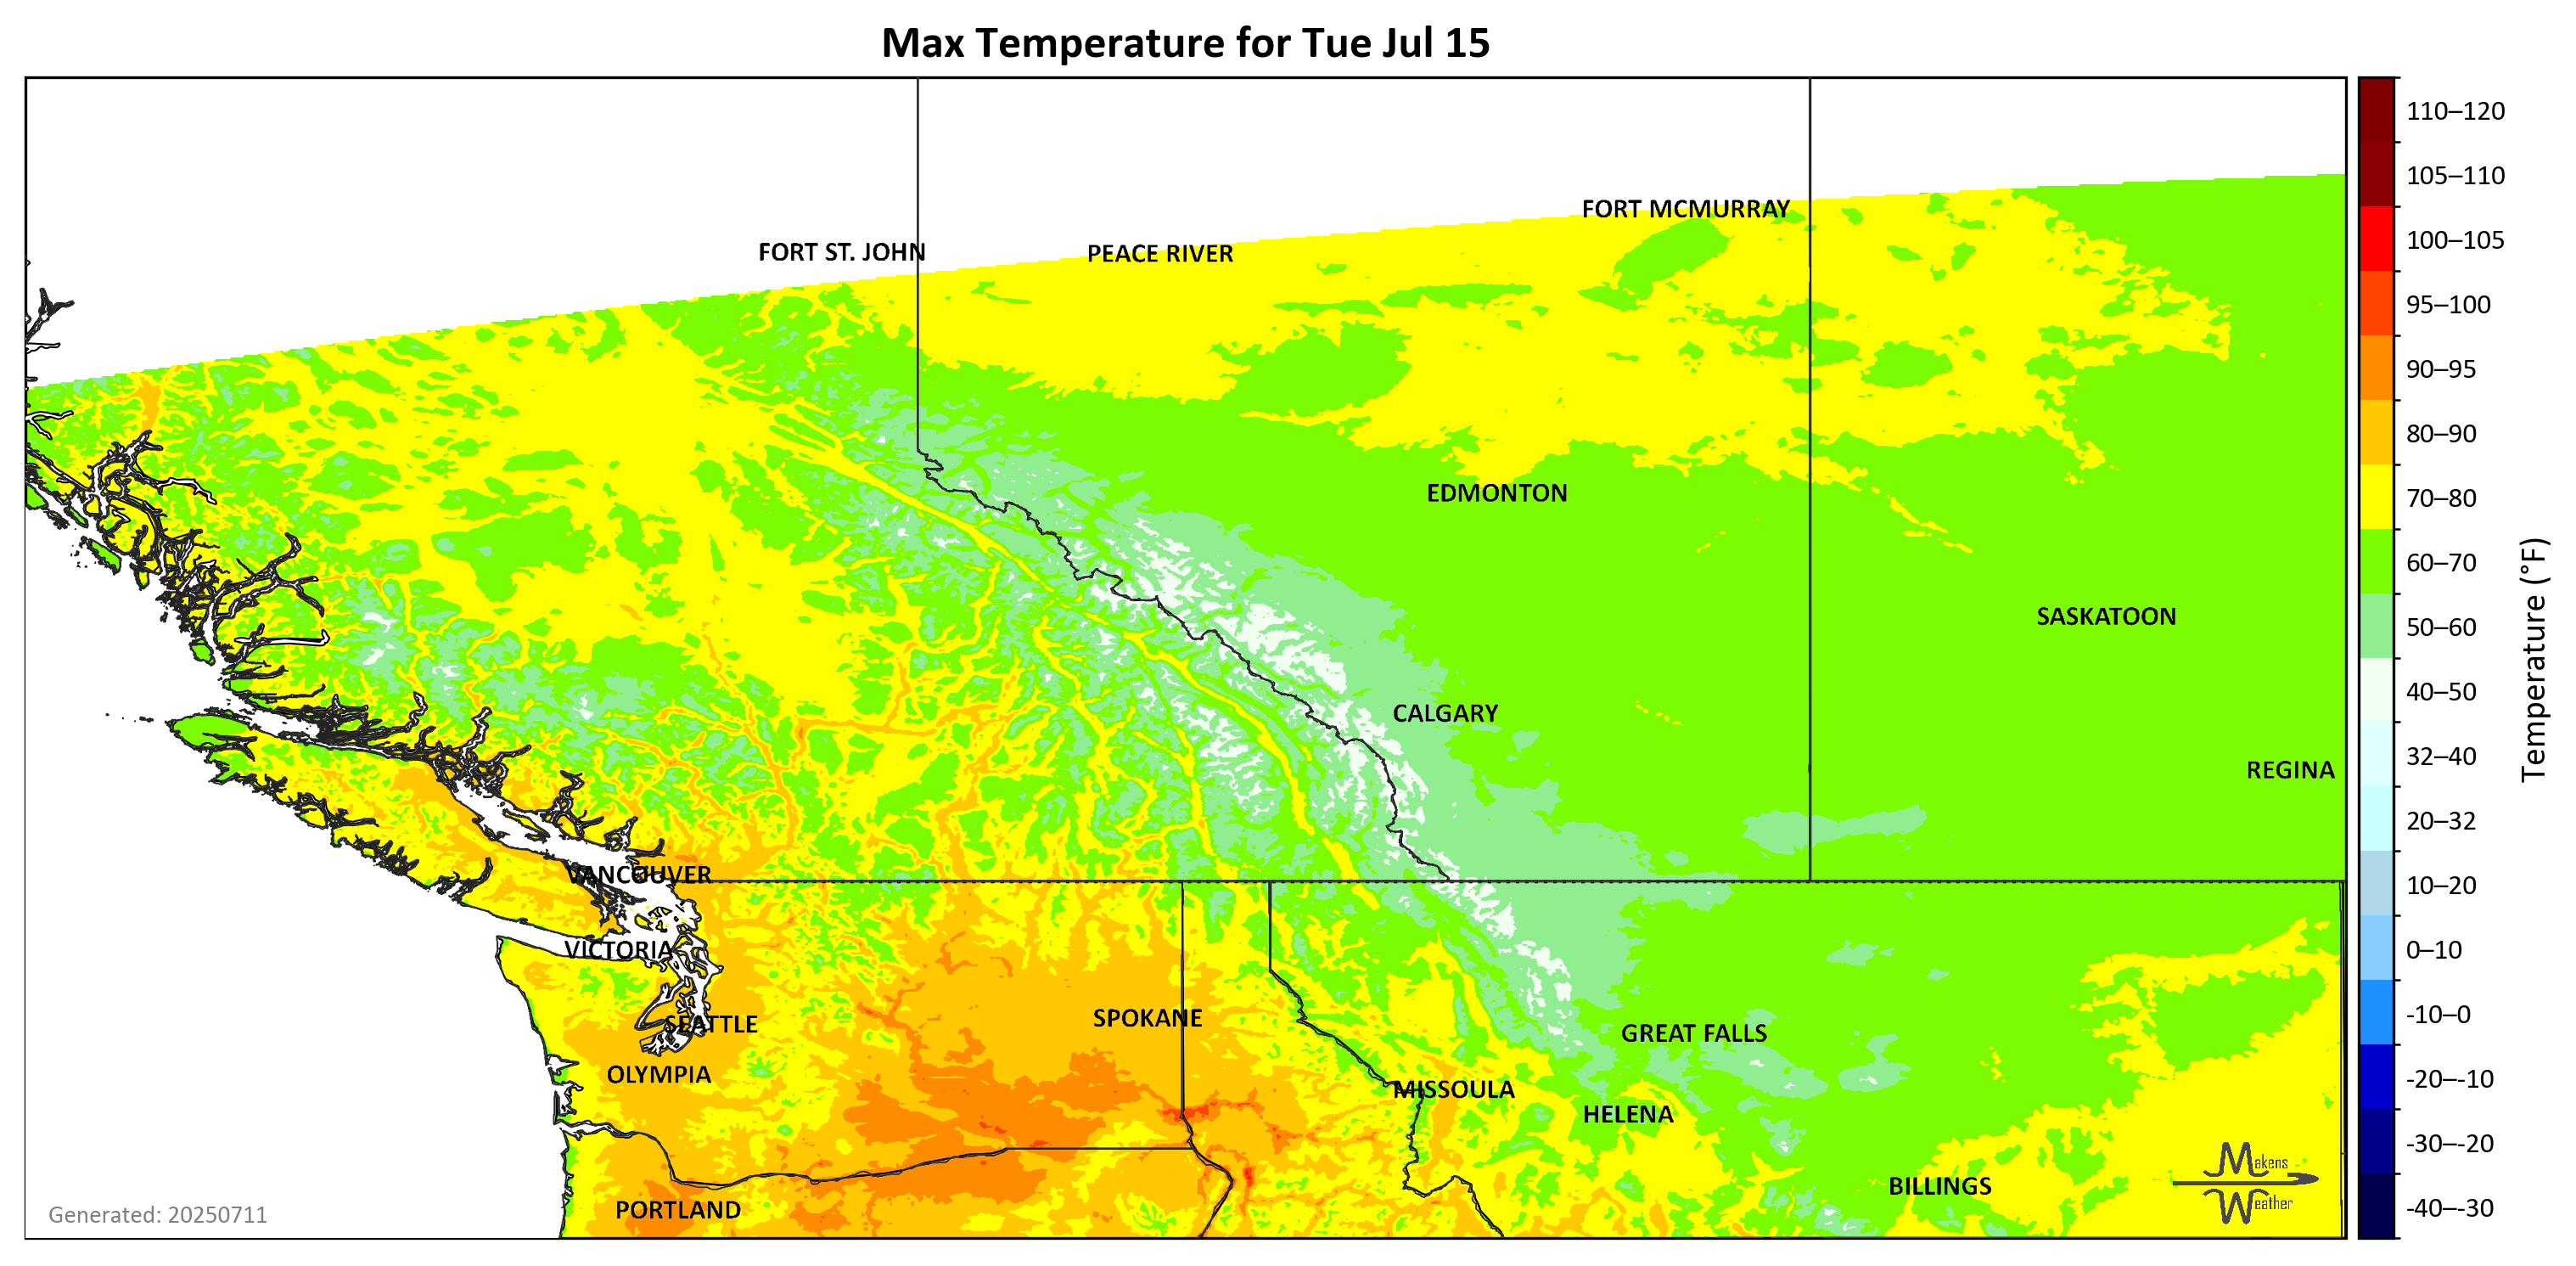 Max Temperature for Tue Jul 15
110–120
105–110
100–105
95–100
90–95
80–90
70–80
60–70
50–60
40–50
32–40
20–32
10–20
0–10
-10–0
-20–-10
-30–-20
-40–-30
Temperature (°F)
FORT MCMURRAY
FORT ST. JOHN
PEACE RIVER
EDMONTON
SASKATOON
CALGARY
REGINA
VANCOUVER
VICTORIA
SEATTLE
SPOKANE
GREAT FALLS
OLYMPIA
MISSOULA
HELENA
BILLINGS
PORTLAND
Makens
Weather
Generated: 20250711